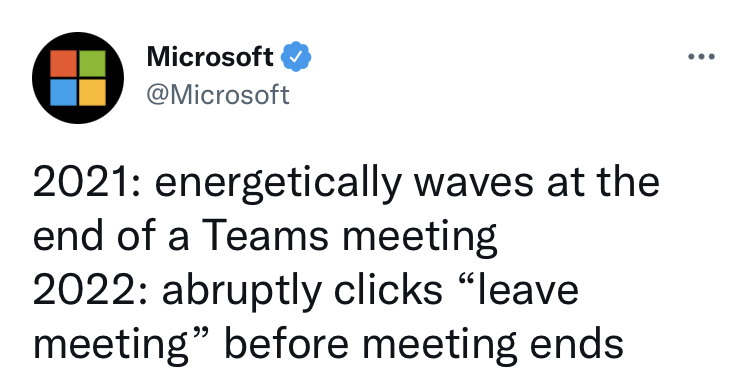 Microsoft
@Microsoft
2021: energetically waves at the
end of a Teams meeting
2022: abruptly clicks “leave
meeting” before meeting ends